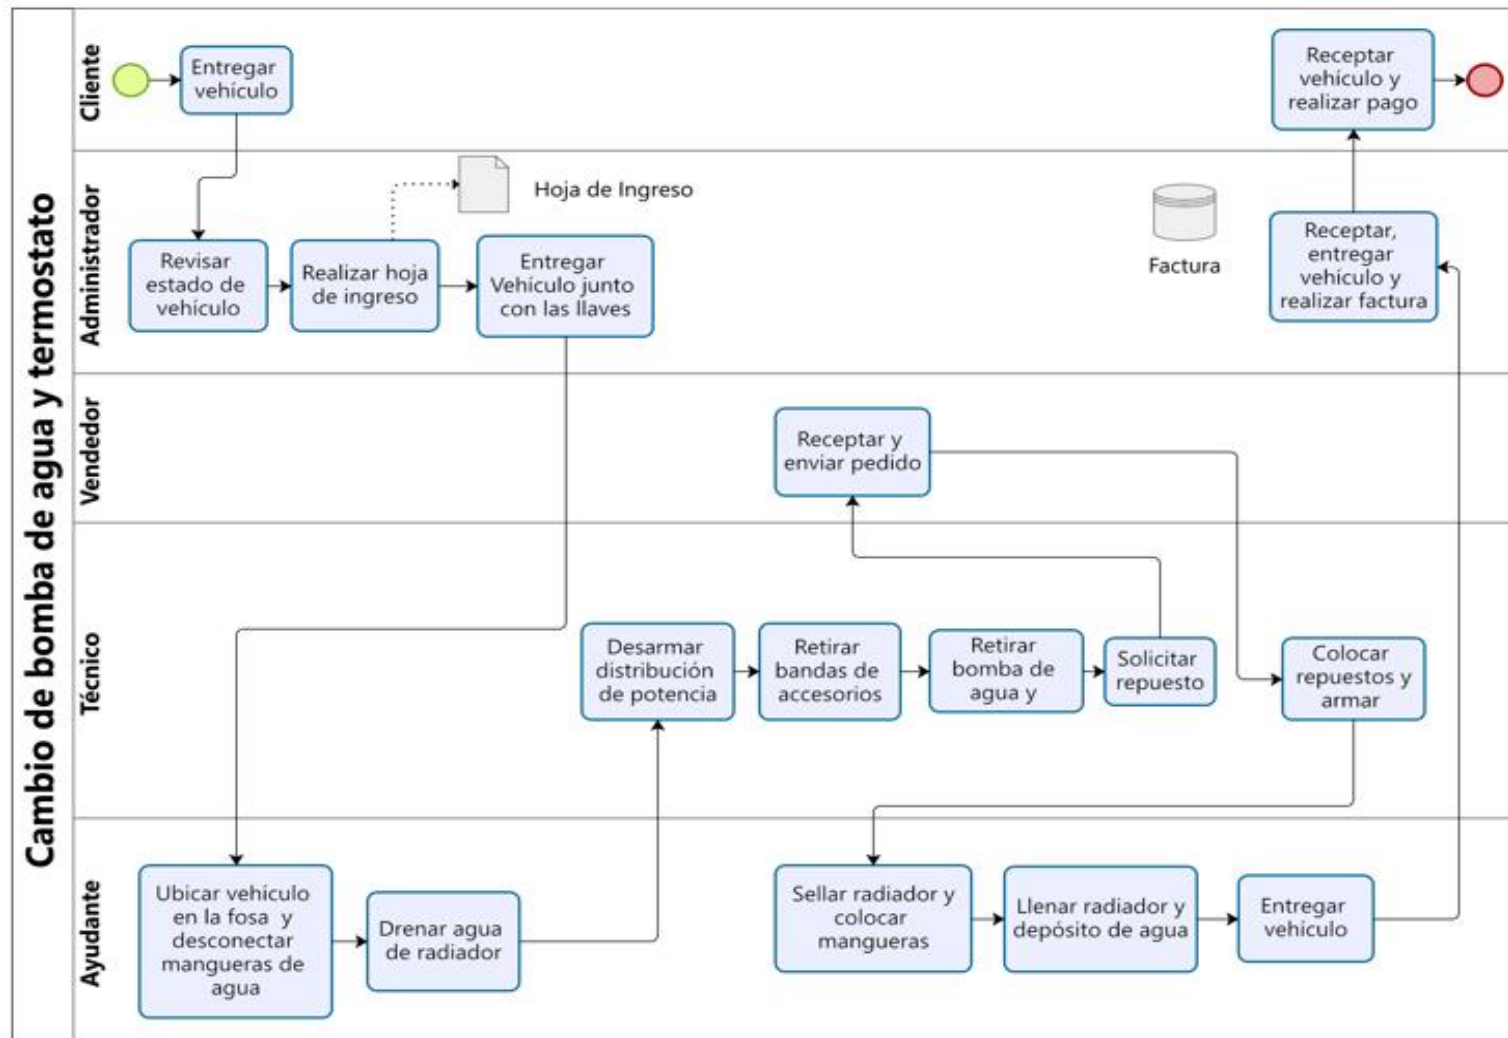 Cambio de bomba de agua y termostato
Cliente
Entregar
vehículo
Receptar
vehículo y
realizar pago
Administrador
Hoja de Ingreso
Revisar
estado de
vehículo
Realizar hoja
de ingreso
Entregar
Vehículo junto
con las llaves
Factura
Receptar,
entregar
vehículo y
realizar factura
Vendedor
Receptar y
enviar pedido
Técnico
Desarmar
distribución
de potencia
Retirar
bandas de
accesorios
Retirar
bomba de
agua y
Solicitar
repuesto
Colocar
repuestos y
armar
Ayudante
Ubicar vehículo
en la fosa y
desconectar
mangueras de
agua
Drenar agua
de radiador
Sellar radiador y
colocar
mangueras
Llenar radiador y
depósito de agua
Entregar
vehículo